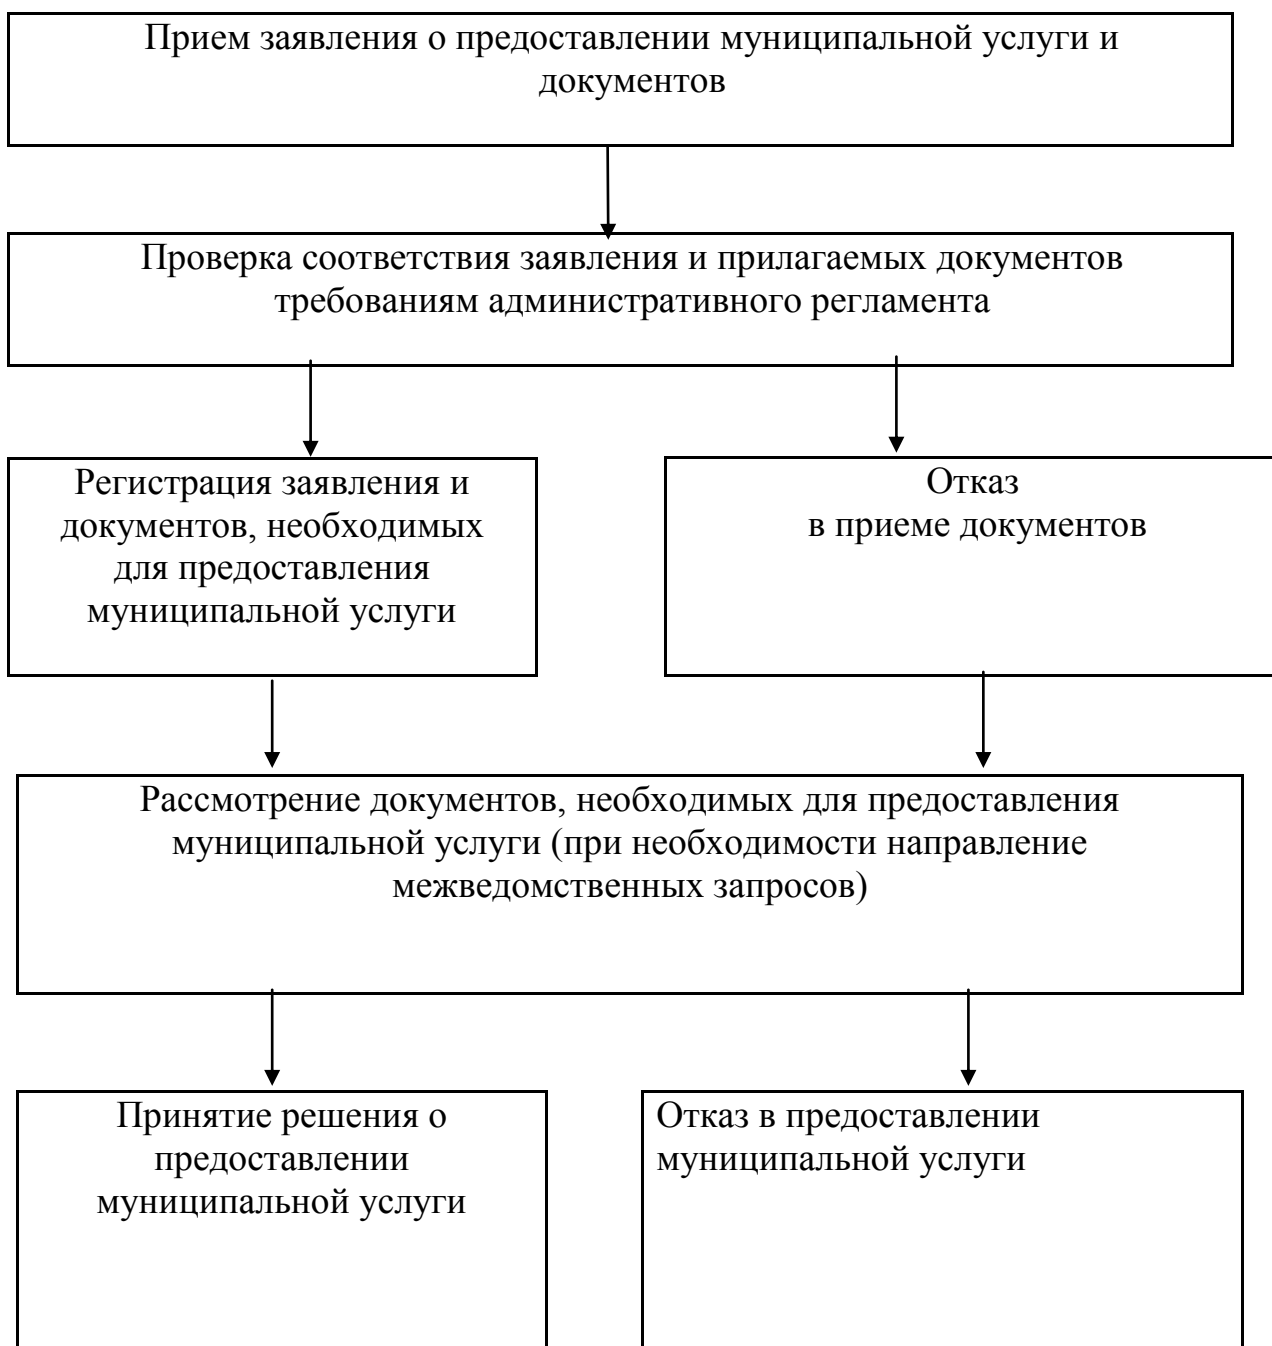 Прием заявления о предоставлении муниципальной услуги и
документов
Проверка соответствия заявления и прилагаемых документов
требованиям административного регламента
Регистрация заявления и
документов, необходимых
для предоставления
муниципальной услуги
Отказ
в приеме документов
Рассмотрение документов, необходимых для предоставления
муниципальной услуги (при необходимости направление
межведомственных запросов)
Принятие решения о
предоставлении
муниципальной услуги
Отказ в предоставлении
муниципальной услуги